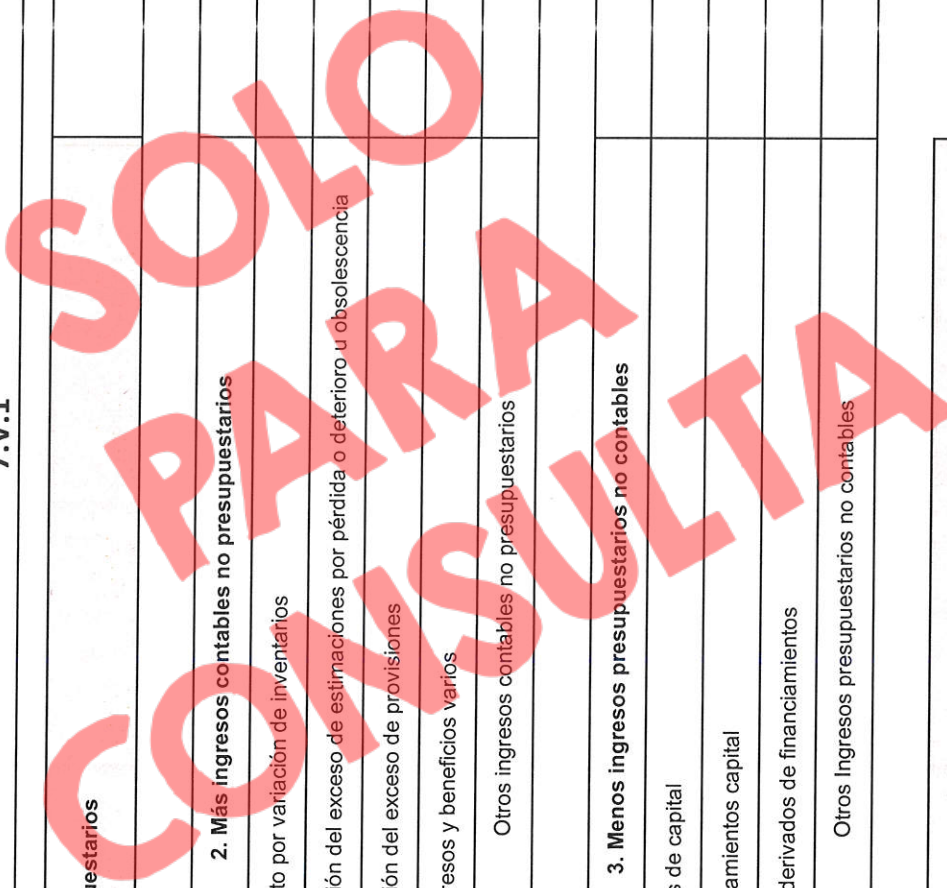 7.V.1
uestarios
2. Más ingresos contables no presupuestarios
to por variación de inventarios
ión del exceso de estimaciones por pérdida o deterioro u obsolescencia
ión del exceso de provisiones
resos y beneficios varios
Otros ingresos contables no presupuestarios
3. Menos ingresos presupuestarios no contables
s de capital
amientos capital
derivados de financiamientos
Otros Ingresos presupuestarios no contables
SOLO
PARA
CONSULTA